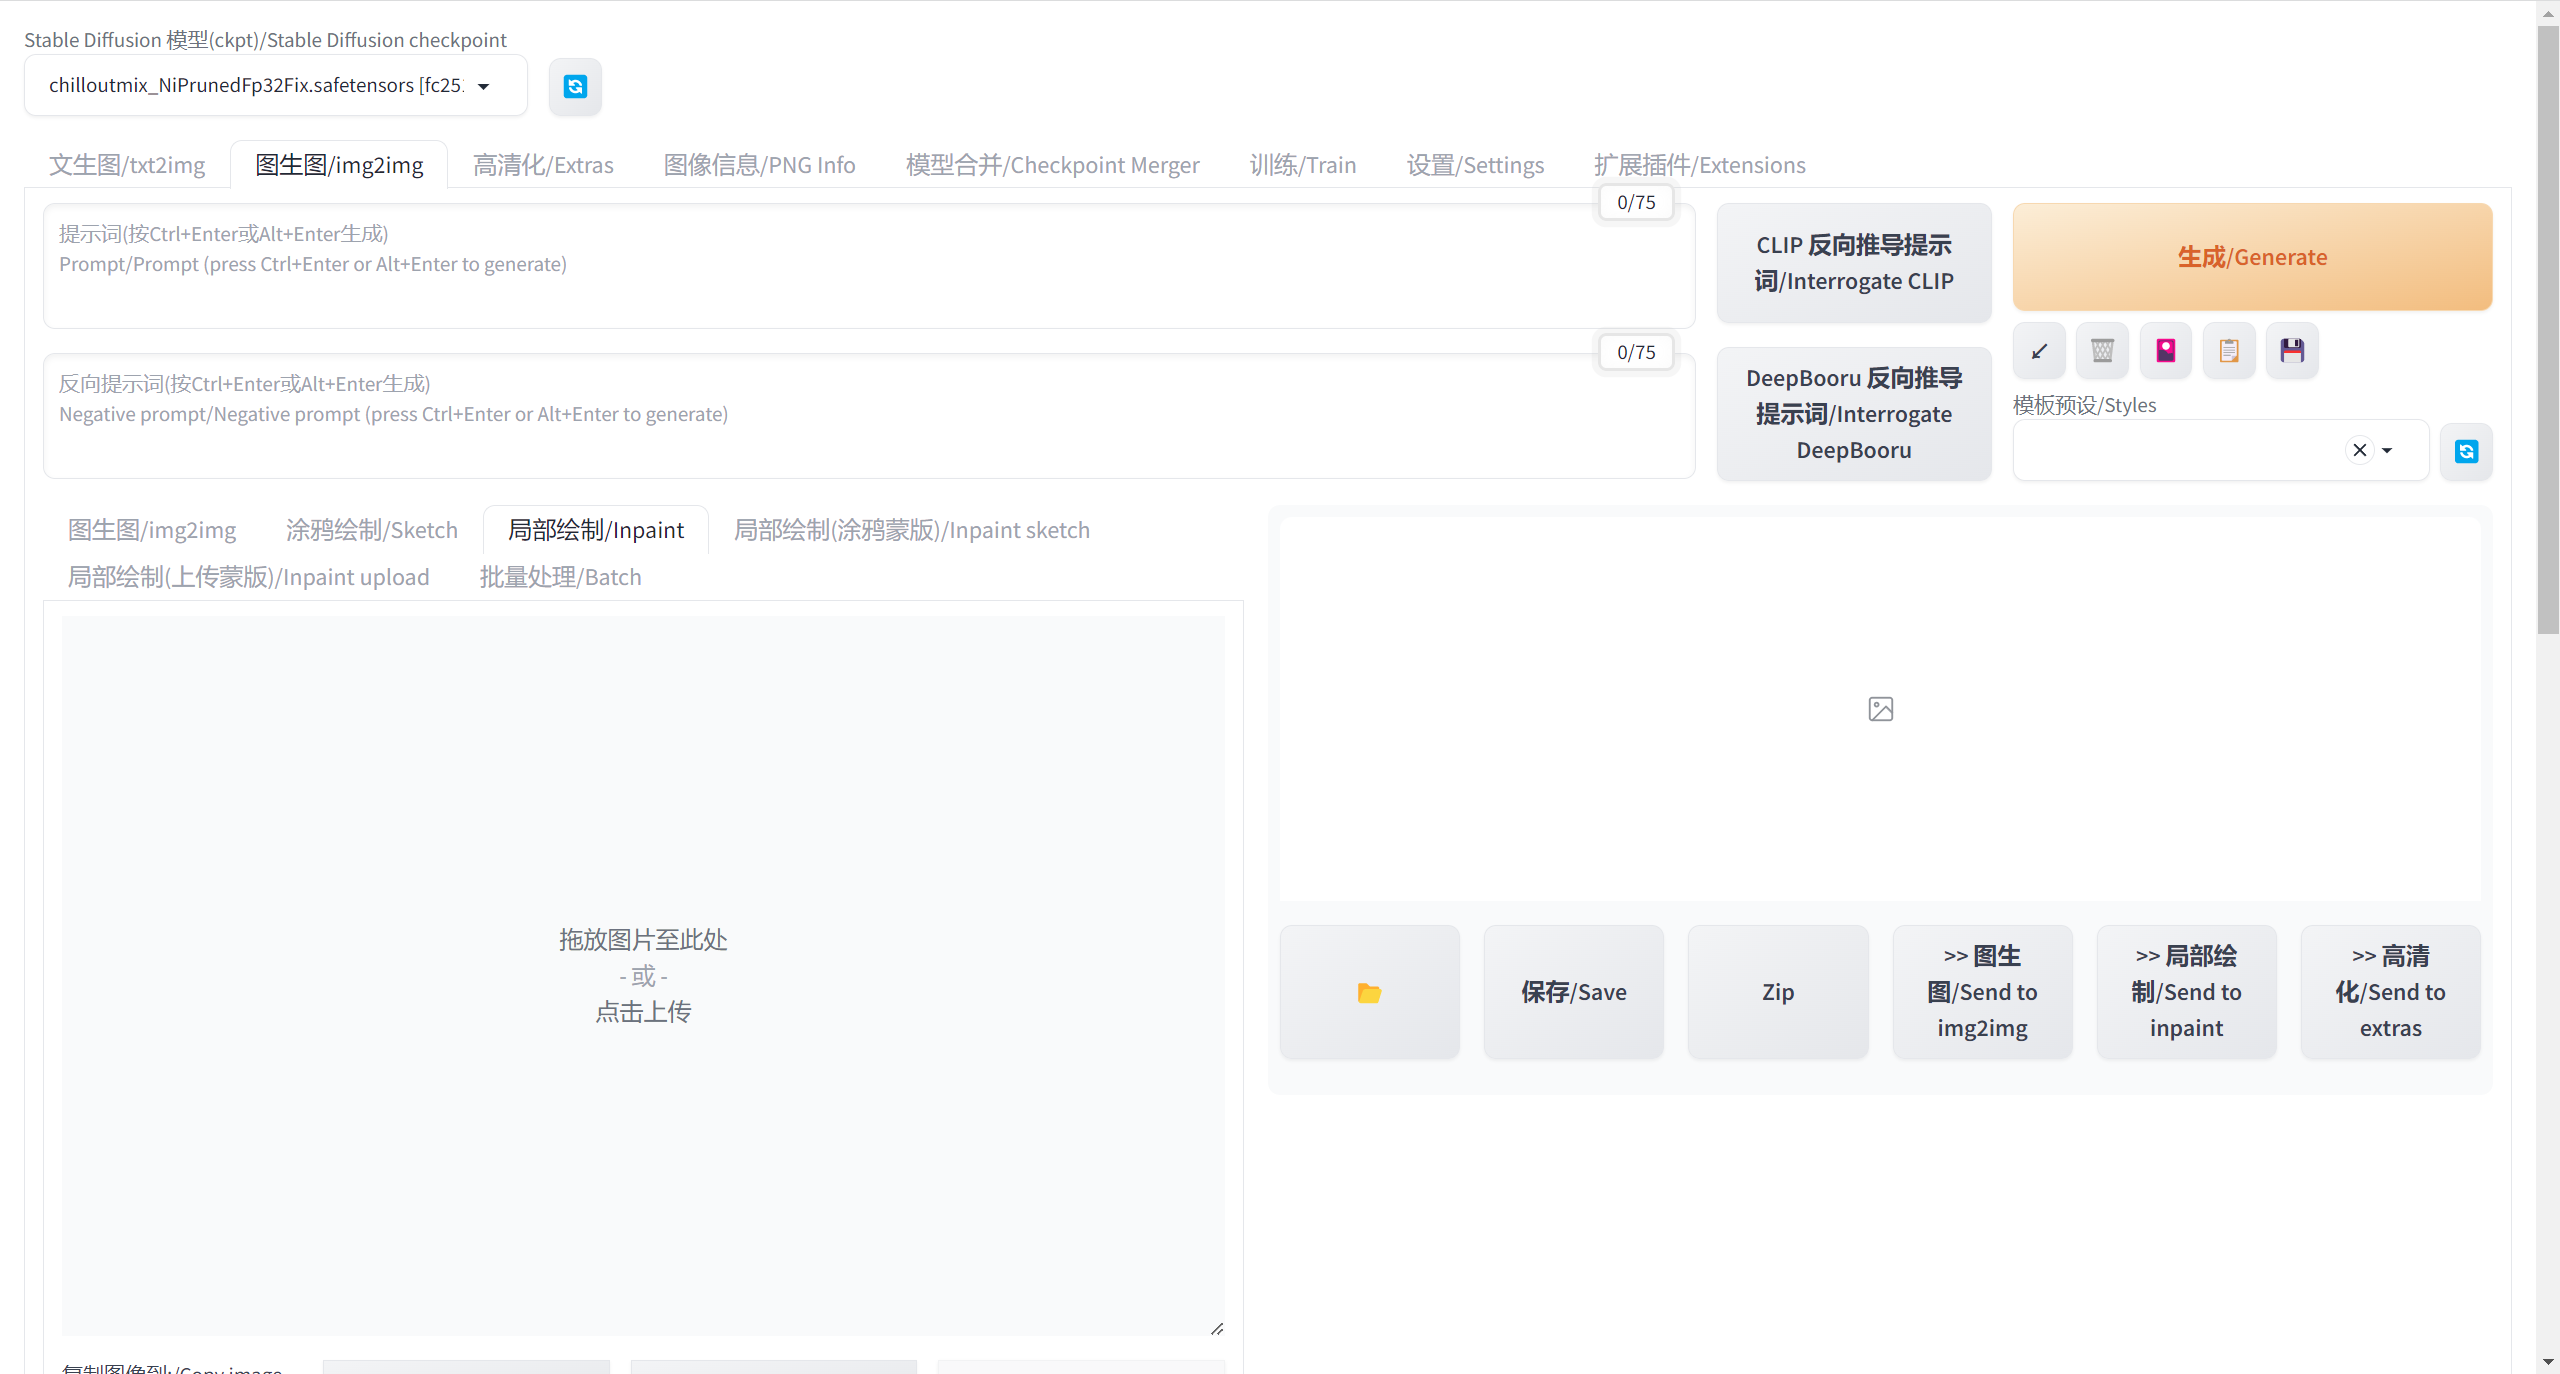 Stable Diffusion 模型(ckpt)/Stable Diffusion checkpoint
chilloutmix_NiPrunedFp32Fix.safetensors [fc25
文生图/txt2img
图生图/img2img
高清化/Extras
图像信息/PNG Info
模型合并/Checkpoint Merger
训练/Train
设置/Settings
扩展插件/Extensions
0/75
提示词(按Ctrl+Enter或Alt+Enter生成)
Prompt/Prompt (press Ctrl+Enter or Alt+Enter to generate)
0/75
反向提示词(按Ctrl+Enter或Alt+Enter生成)
Negative prompt/Negative prompt (press Ctrl+Enter or Alt+Enter to generate)
CLIP 反向推导提示
词/Interrogate CLIP
DeepBooru 反向推导
提示词/Interrogate
DeepBooru
生成/Generate
模板预设/Styles
图生图/img2img
涂鸦绘制/Sketch
局部绘制/Inpaint
局部绘制(涂鸦蒙版)/Inpaint sketch
局部绘制(上传蒙版)/Inpaint upload
批量处理/Batch
拖放图片至此处
- 或 -
点击上传
保存/Save
Zip
>> 图生
图/Send to
img2img
>> 局部绘
制/Send to
inpaint
>> 高清
化/Send to
extras
复制图像到:/Copy image